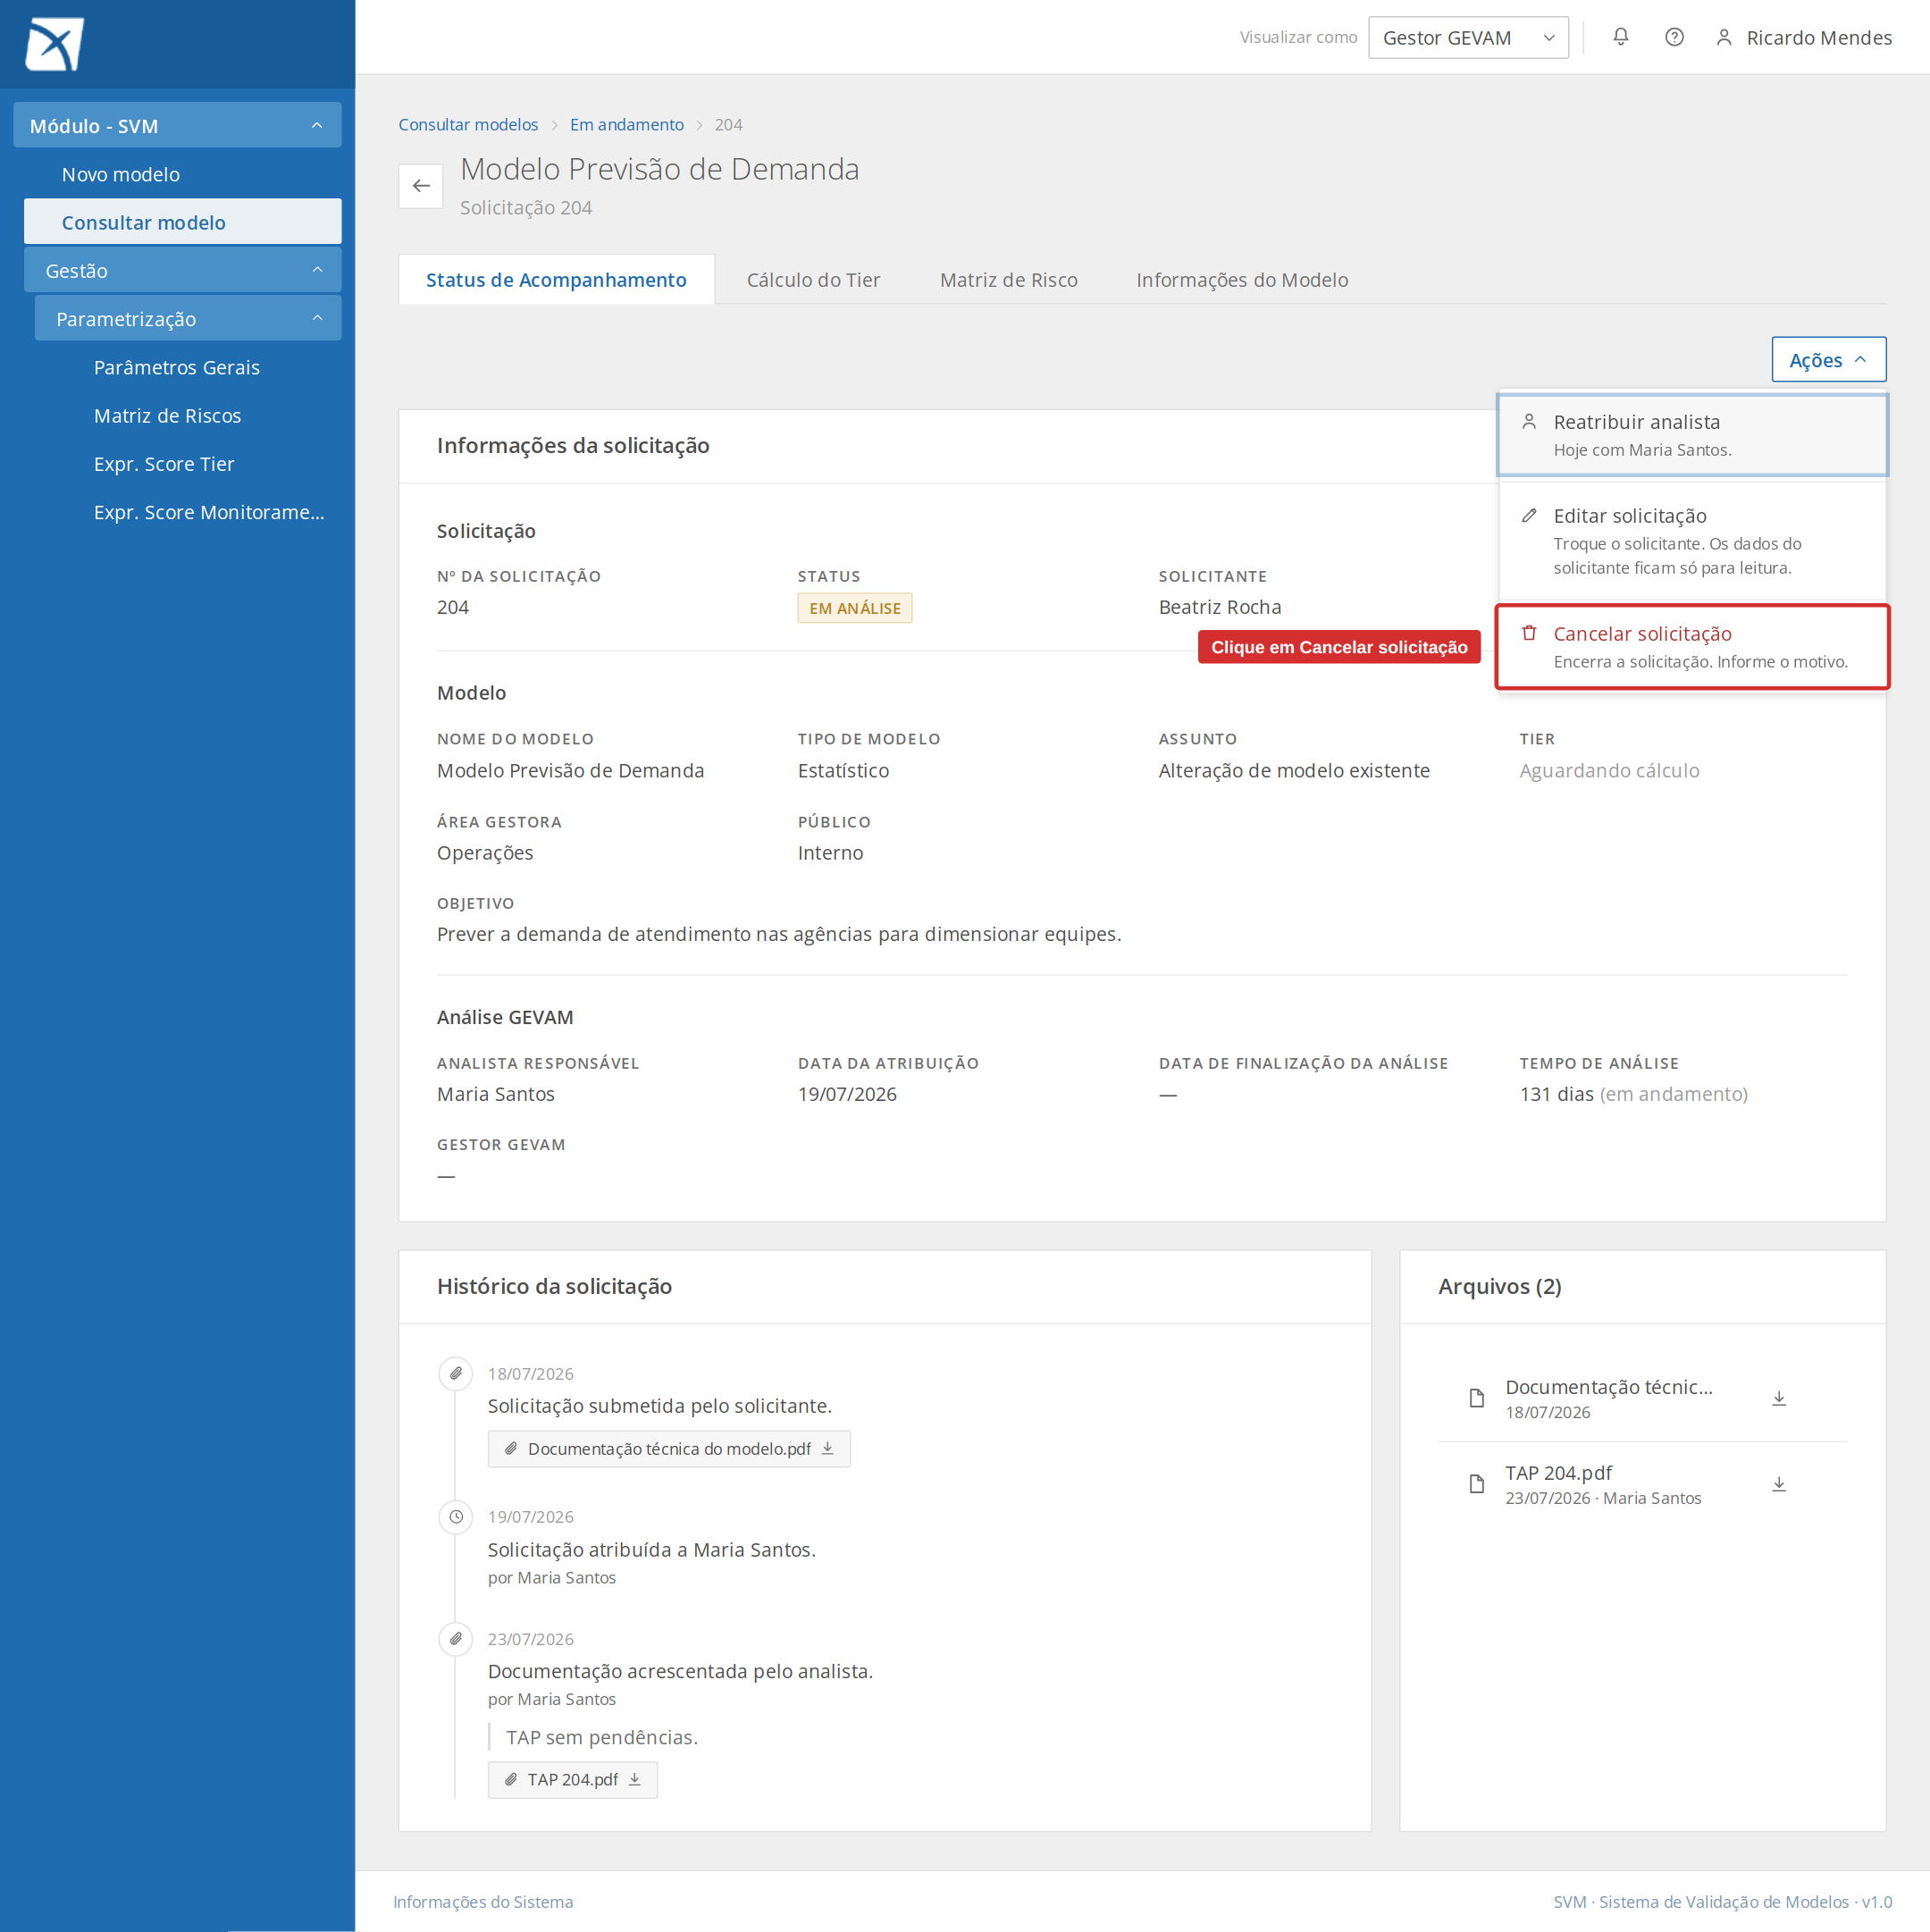 Visualizar como
Gestor GEVAM
Ricardo Mendes
Módulo - SVM
Novo modelo
Consultar modelo
Gestão
Parametrização
Parâmetros Gerais
Matriz de Riscos
Expr. Score Tier
Expr. Score Monitorame...
Consultar modelos
Em andamento
204
Modelo Previsão de Demanda
Solicitação 204
Status de Acompanhamento
Cálculo do Tier
Matriz de Risco
Informações do Modelo
Ações
Reatribuir analista
Hoje com Maria Santos.
Editar solicitação
Troque o solicitante. Os dados do
solicitante ficam só para leitura.
Cancelar solicitação
Encerra a solicitação. Informe o motivo.
Clique em Cancelar solicitação
Informações da solicitação
Solicitação
Nº DA SOLICITAÇÃO
204
STATUS
EM ANÁLISE
SOLICITANTE
Beatriz Rocha
Modelo
NOME DO MODELO
Modelo Previsão de Demanda
TIPO DE MODELO
Estatístico
ASSUNTO
Alteração de modelo existente
TIER
Aguardando cálculo
ÁREA GESTORA
Operações
PÚBLICO
Interno
OBJETIVO
Prever a demanda de atendimento nas agências para dimensionar equipes.
Análise GEVAM
ANALISTA RESPONSÁVEL
Maria Santos
DATA DA ATRIBUIÇÃO
19/07/2026
DATA DE FINALIZAÇÃO DA ANÁLISE
—
TEMPO DE ANÁLISE
131 dias (em andamento)
GESTOR GEVAM
—
Histórico da solicitação
18/07/2026
Solicitação submetida pelo solicitante.
Documentação técnica do modelo.pdf
19/07/2026
Solicitação atribuída a Maria Santos.
por Maria Santos
23/07/2026
Documentação acrescentada pelo analista.
por Maria Santos
TAP sem pendências.
TAP 204.pdf
Arquivos (2)
Documentação técnic...
18/07/2026
TAP 204.pdf
23/07/2026 · Maria Santos
Informações do Sistema
SVM · Sistema de Validação de Modelos · v1.0